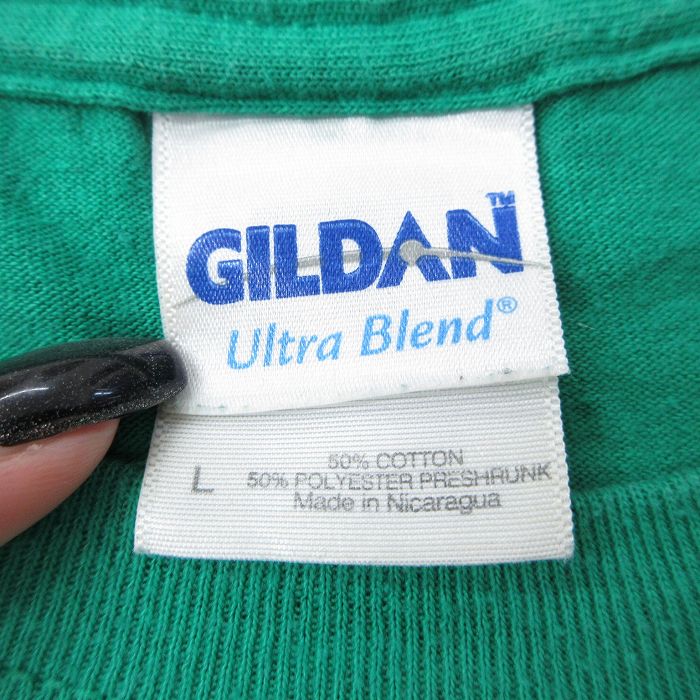 GILDAN™
Ultra Blend®
50% COTTON
L 50% POLYESTER PRESHRUNK
Made in Nicaragua